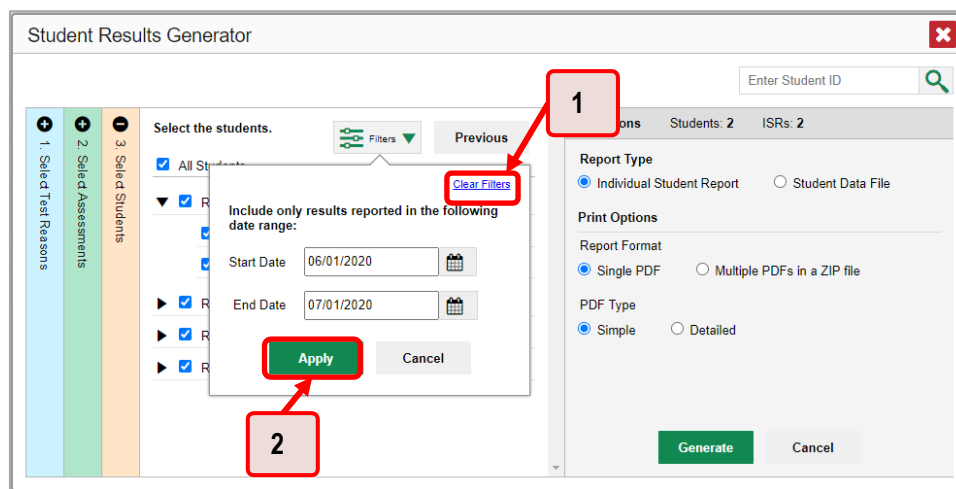 Student Results Generator
Enter Student ID
1
1. Select Test Reasons
2. Select Assessments
3. Select Students
Select the students.
Filters
Previous
All
Clear Filters
Include only results reported in the following
date range:
Start Date 06/01/2020
End Date 07/01/2020
Apply Cancel
R
R
R
R
2
Students: 2 ISRs: 2
Report Type
Individual Student Report Student Data File
Print Options
Report Format
Single PDF Multiple PDFs in a ZIP file
PDF Type
Simple Detailed
Generate Cancel